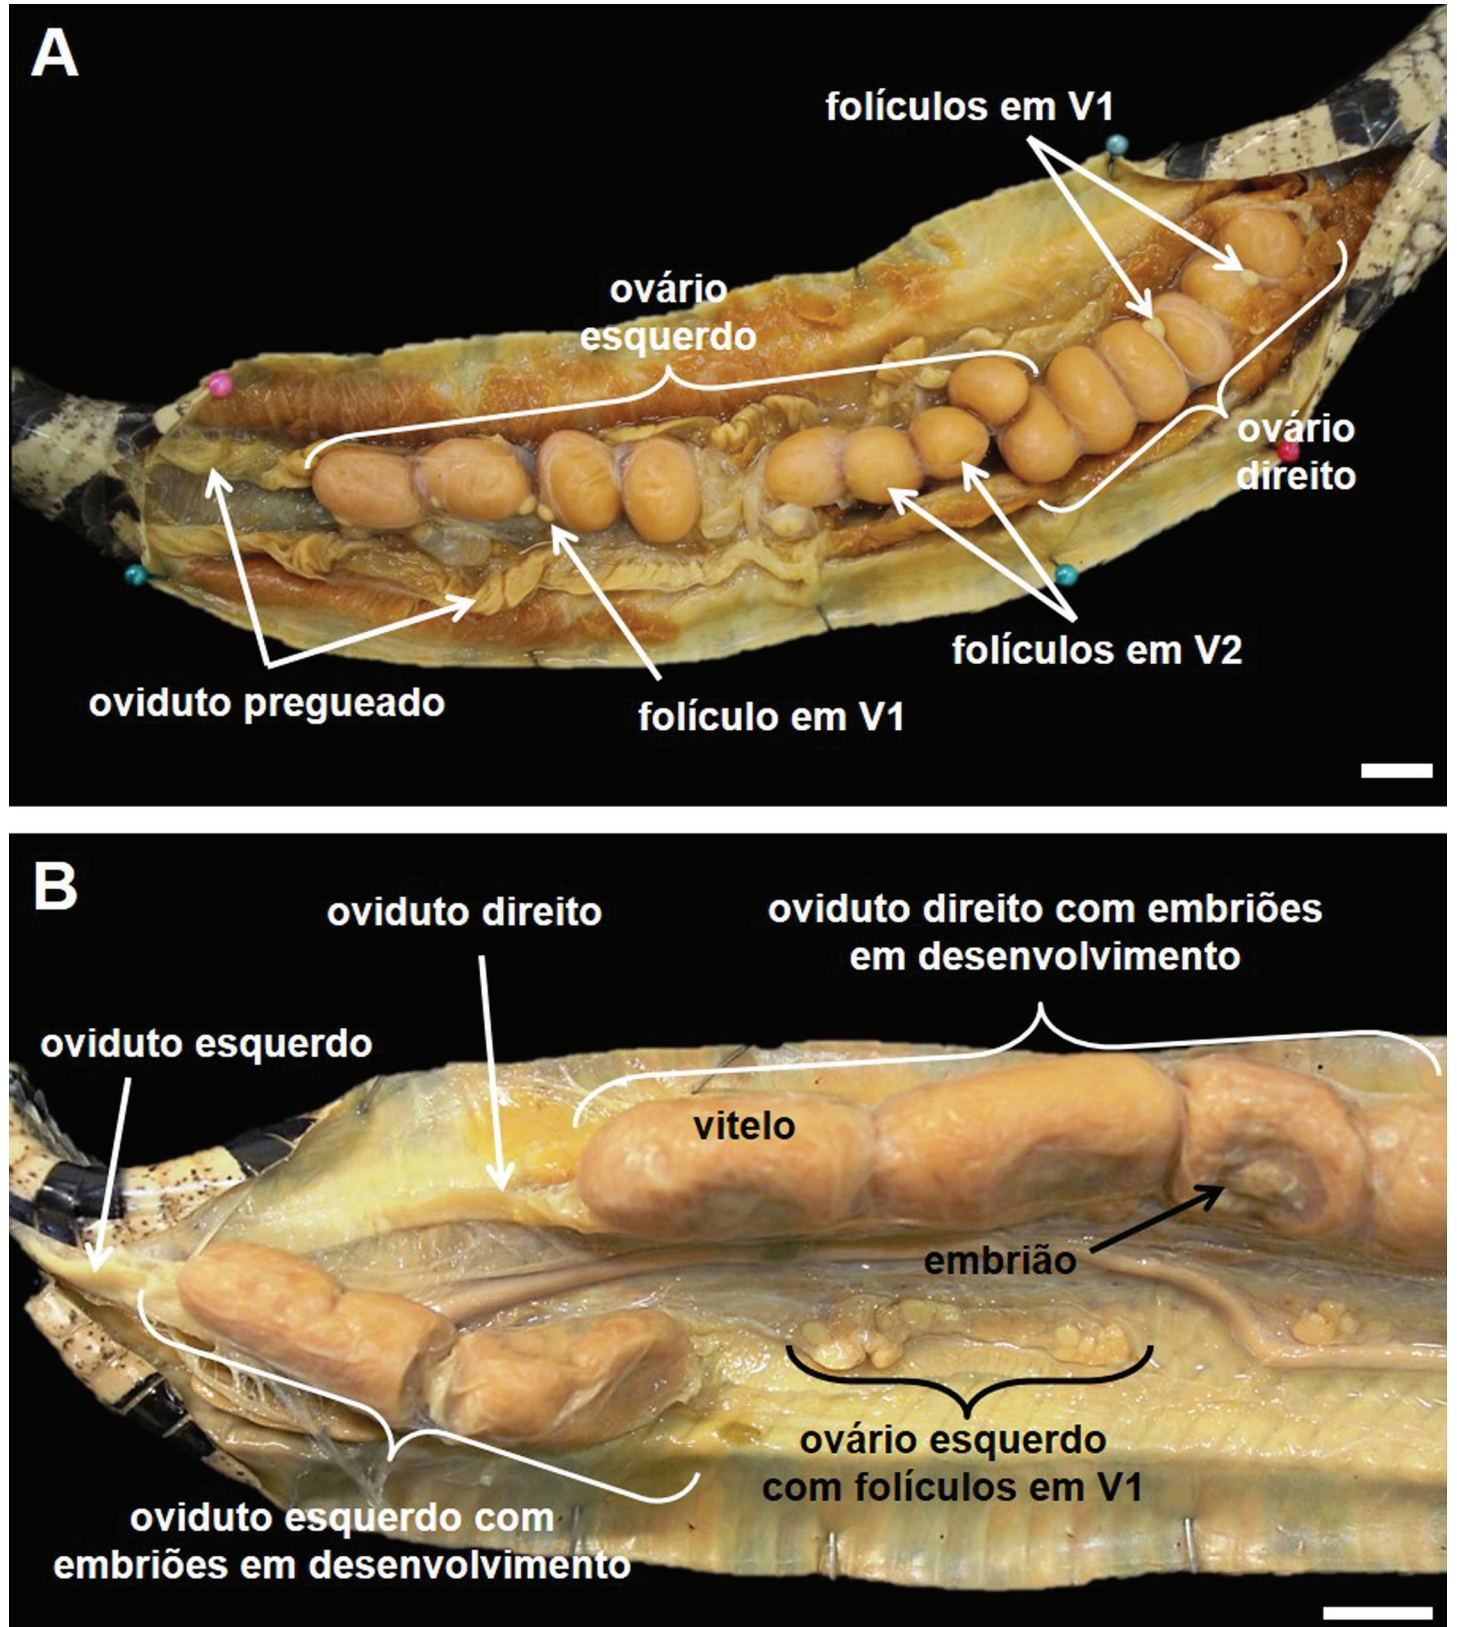 A
folículos em V1
ovário
esquerdo
ovário
direito
folículos em V2
oviduto pregueado
folículo em V1
B
oviduto direito
oviduto direito com embriões
em desenvolvimento
oviduto esquerdo
vitelo
embrião
ovário esquerdo
com folículos em V1
oviduto esquerdo com
embriões em desenvolvimento